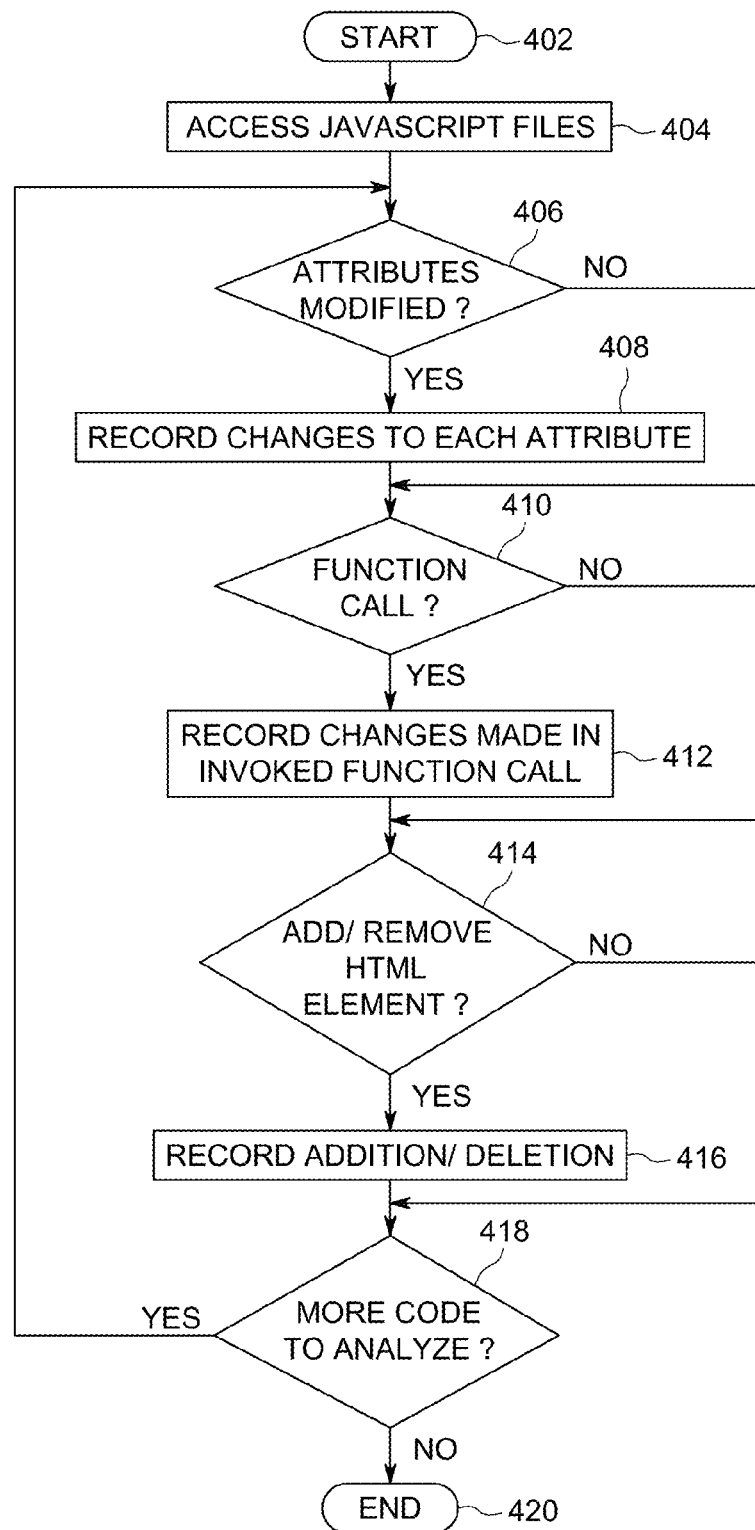 START
402
ACCESS JAVASCRIPT FILES
404
406
ATTRIBUTES
MODIFIED ?
NO
YES
408
RECORD CHANGES TO EACH ATTRIBUTE
410
FUNCTION
CALL ?
NO
YES
RECORD CHANGES MADE IN
INVOKED FUNCTION CALL
412
414
ADD/ REMOVE
HTML
ELEMENT ?
NO
YES
RECORD ADDITION/ DELETION
416
418
YES
MORE CODE
TO ANALYZE ?
NO
END
420